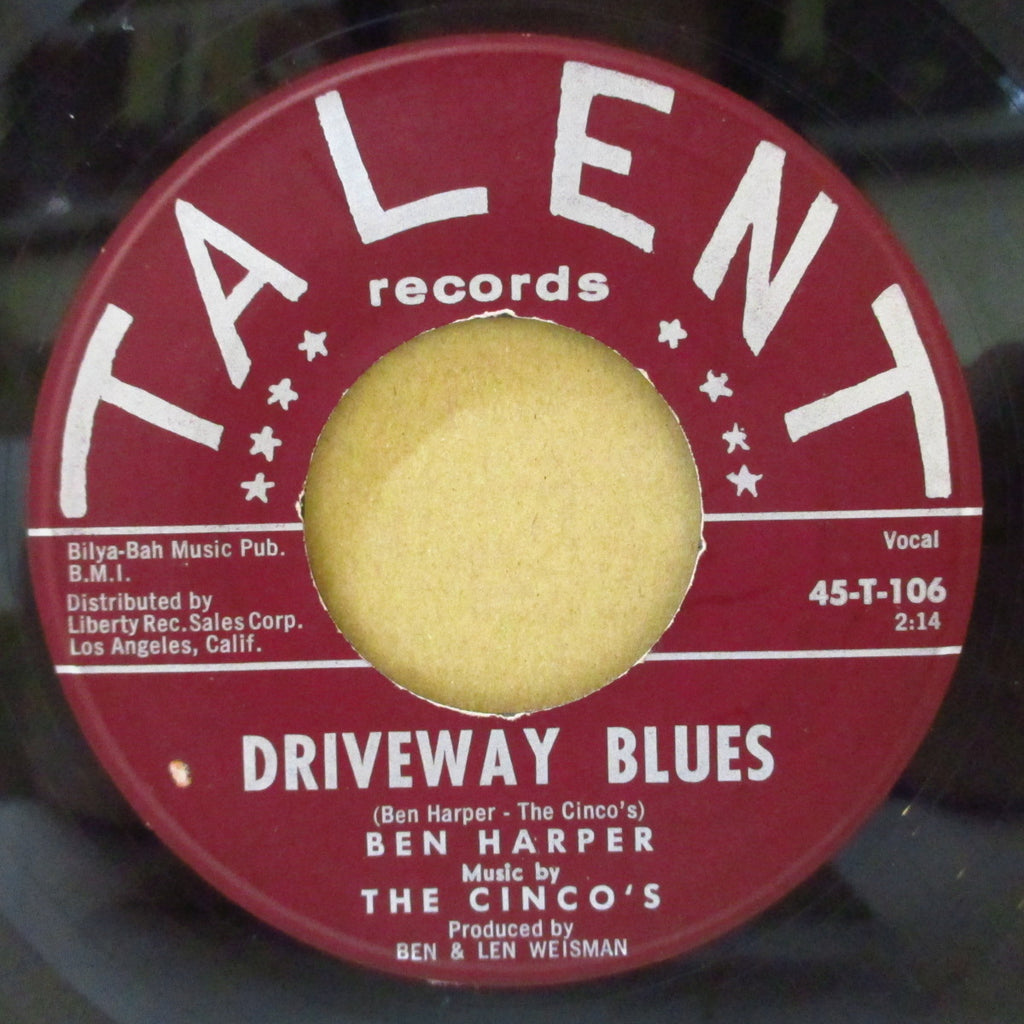 TALENT
records
Bilya-Bah Music Pub.
B.M.I.
Distributed by
Liberty Rec. Sales Corp.
Los Angeles, Calif.
Vocal
45-T-106
2:14
DRIVEWAY BLUES
(Ben Harper - The Cinco's)
BEN HARPER
Music by
THE CINCO'S
Produced by
BEN & LEN WEISMAN